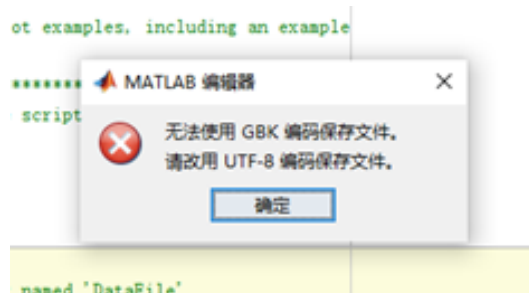 ot examples, including an example
********
MATLAB 编辑器
script
无法使用 GBK 编码保存文件。
请改用 UTF-8 编码保存文件。
确定
named 'DataFile'